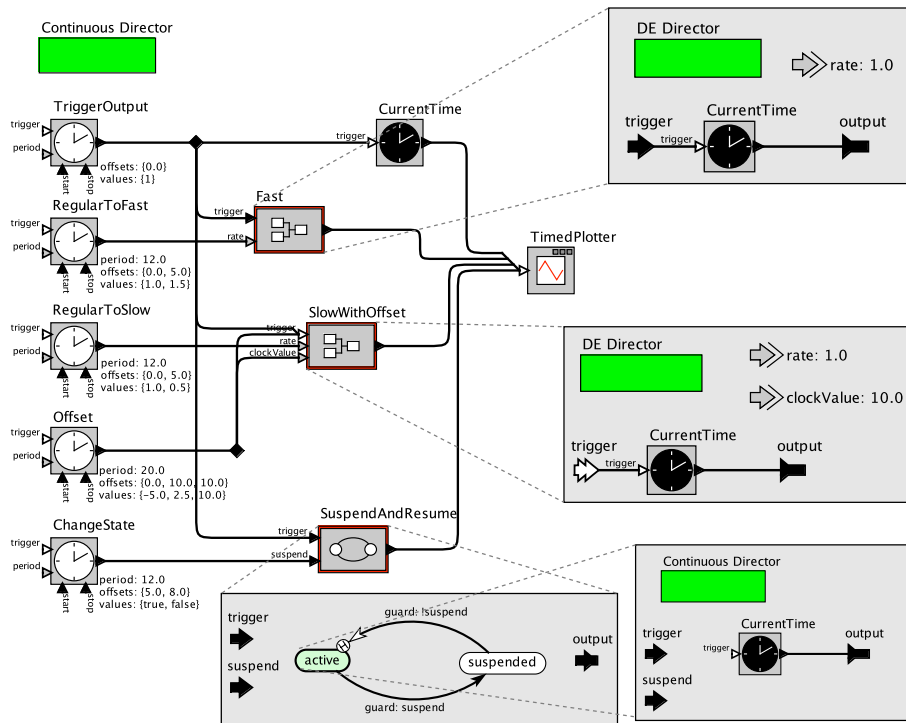 Continuous Director
TriggerOutput
trigger
period
start
stop
offsets: {0.0}
values: {1}
RegularToFast
trigger
period
start
stop
period: 12.0
offsets: {0.0, 5.0}
values: {1.0, 1.5}
RegularToSlow
trigger
period
start
stop
period: 12.0
offsets: {0.0, 5.0}
values: {1.0, 0.5}
Offset
trigger
period
start
stop
period: 20.0
offsets: {0.0, 10.0, 10.0}
values: {−5.0, 2.5, 10.0}
ChangeState
trigger
period
start
stop
period: 12.0
offsets: {5.0, 8.0}
values: {true, false}
CurrentTime
trigger
Fast
trigger
rate
SlowWithOffset
trigger
rate
clockValue
SuspendAndResume
trigger
suspend
TimedPlotter
DE Director
rate: 1.0
CurrentTime
trigger
trigger
output
DE Director
rate: 1.0
clockValue: 10.0
CurrentTime
trigger
trigger
output
trigger
suspend
guard: !suspend
active
suspended
guard: suspend
output
Continuous Director
CurrentTime
trigger
trigger
output
suspend